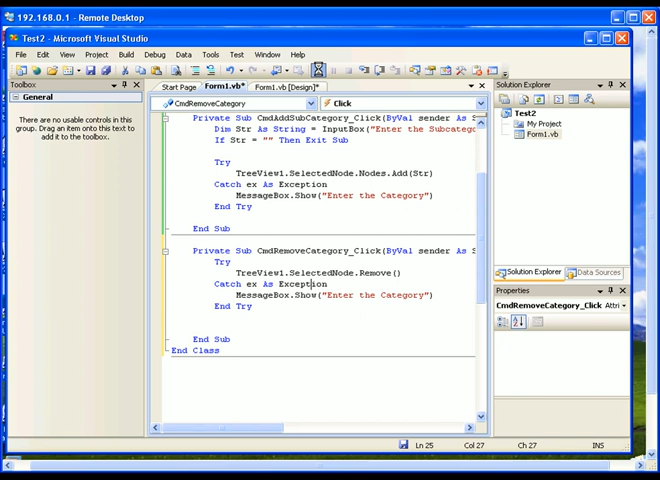 192.168.0.1 - Remote Desktop
Test2 - Microsoft Visual Studio
File Edit View Project Build Debug Data Tools Test Window Help
Toolbox
General
There are no usable controls in this
group. Drag an item onto this text to
add it to the toolbox.
Start Page Form1.vb* Form1.vb [Design]*
CmdRemoveCategory Click
Private Sub CmdAddSubCategory_Click(ByVal sender As S
Dim Str As String = InputBox("Enter the Subcatego
If Str = "" Then Exit Sub
Try
TreeView1.SelectedNode.Nodes.Add(Str)
Catch ex As Exception
MessageBox.Show("Enter the Category")
End Try
End Sub
Private Sub CmdRemoveCategory_Click(ByVal sender As S
Try
TreeView1.SelectedNode.Remove()
Catch ex As Exception
MessageBox.Show("Enter the Category")
End Try
End Sub
End Class
Solution Explorer
Test2
My Project
Form1.vb
Solution Explorer Data Sources
Properties
CmdRemoveCategory_Click Attri
Ln 25 Col 27 Ch 27 INS